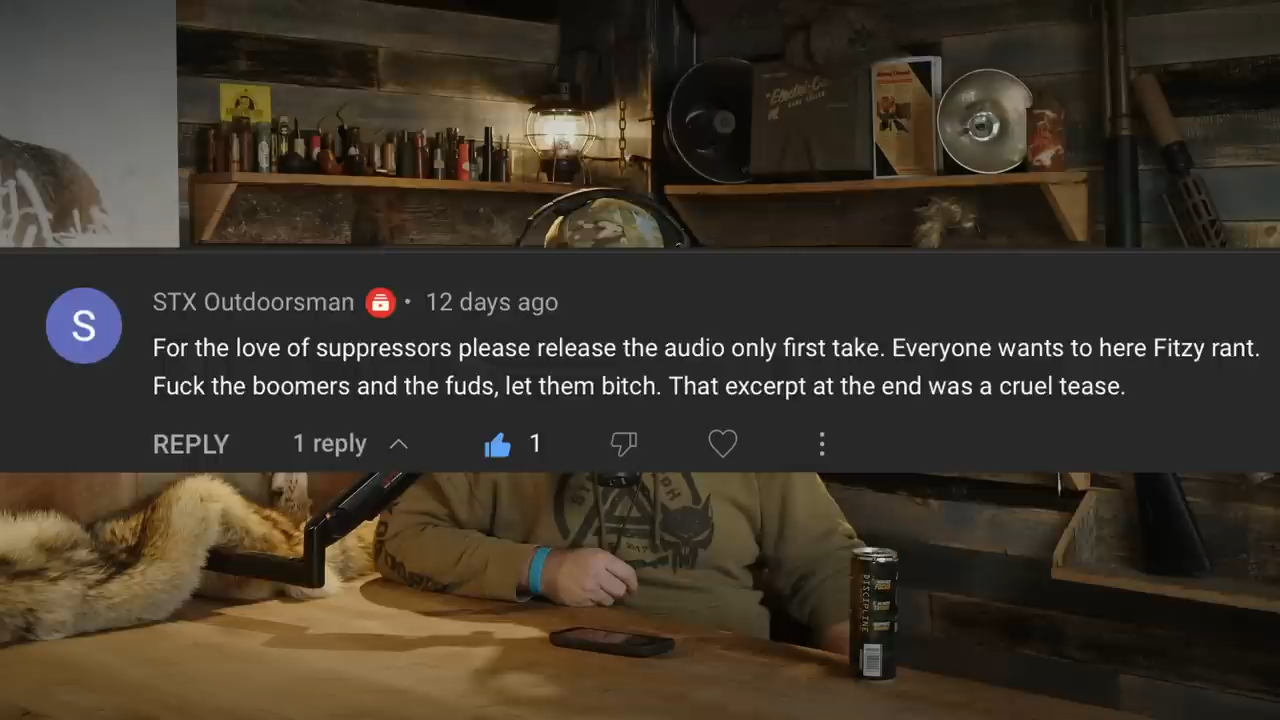 "Electric-Ca
STX Outdoorsman • 12 days ago
For the love of suppressors please release the audio only first take. Everyone wants to here Fitzy rant.
Fuck the boomers and the fuds, let them bitch. That excerpt at the end was a cruel tease.
REPLY 1 reply 1
DISCIPLINE